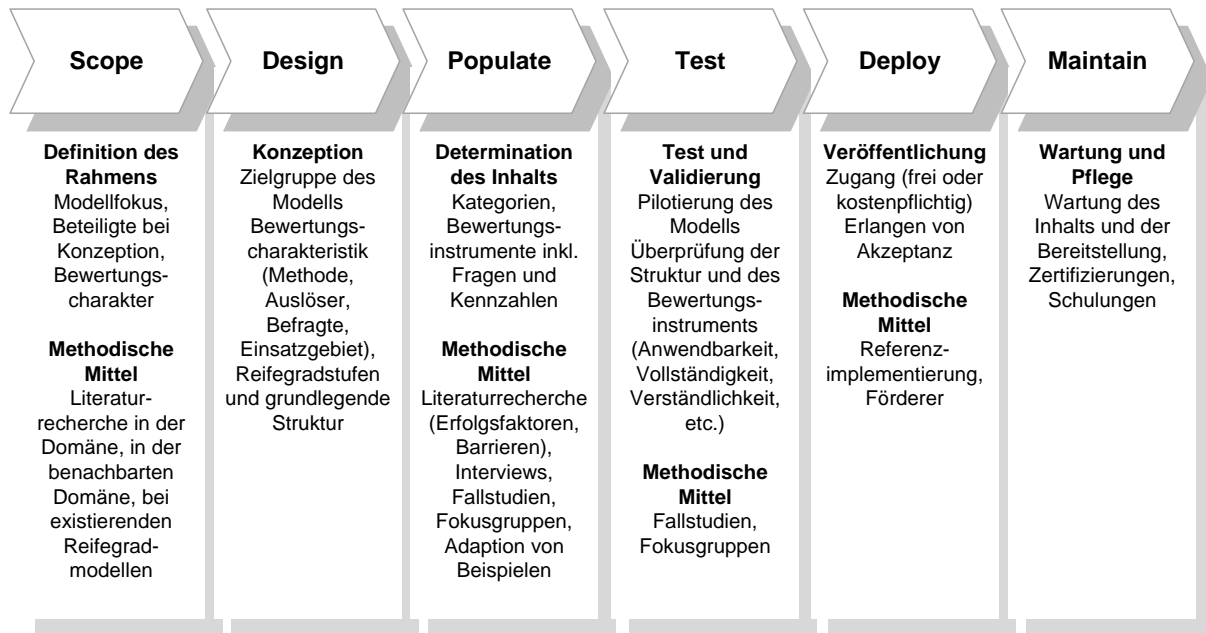 Scope
Design
Populate
Test
Deploy
Maintain
Definition des
Rahmens
Modellfokus,
Beteiligte bei
Konzeption,
Bewertungs-
charakter
Methodische
Mittel
Literatur-
recherche in der
Domäne, in der
benachbarten
Domäne, bei
existierenden
Reifegrad-
modellen
Konzeption
Zielgruppe des
Modells
Bewertungs-
charakteristik
(Methode,
Auslöser,
Befragte,
Einsatzgebiet),
Reifegradstufen
und grundlegende
Struktur
Determination
des Inhalts
Kategorien,
Bewertungs-
instrumente inkl.
Fragen und
Kennzahlen
Methodische
Mittel
Literaturrecherche
(Erfolgsfaktoren,
Barrieren),
Interviews,
Fallstudien,
Fokusgruppen,
Adaption von
Beispielen
Test und
Validierung
Pilotierung des
Modells
Überprüfung der
Struktur und des
Bewertungs-
instruments
(Anwendbarkeit,
Vollständigkeit,
Verständlichkeit,
etc.)
Methodische
Mittel
Fallstudien,
Fokusgruppen
Veröffentlichung
Zugang (frei oder
kostenpflichtig)
Erlangen von
Akzeptanz
Methodische
Mittel
Referenz-
implementierung,
Förderer
Wartung und
Pflege
Wartung des
Inhalts und der
Bereitstellung,
Zertifizierungen,
Schulungen